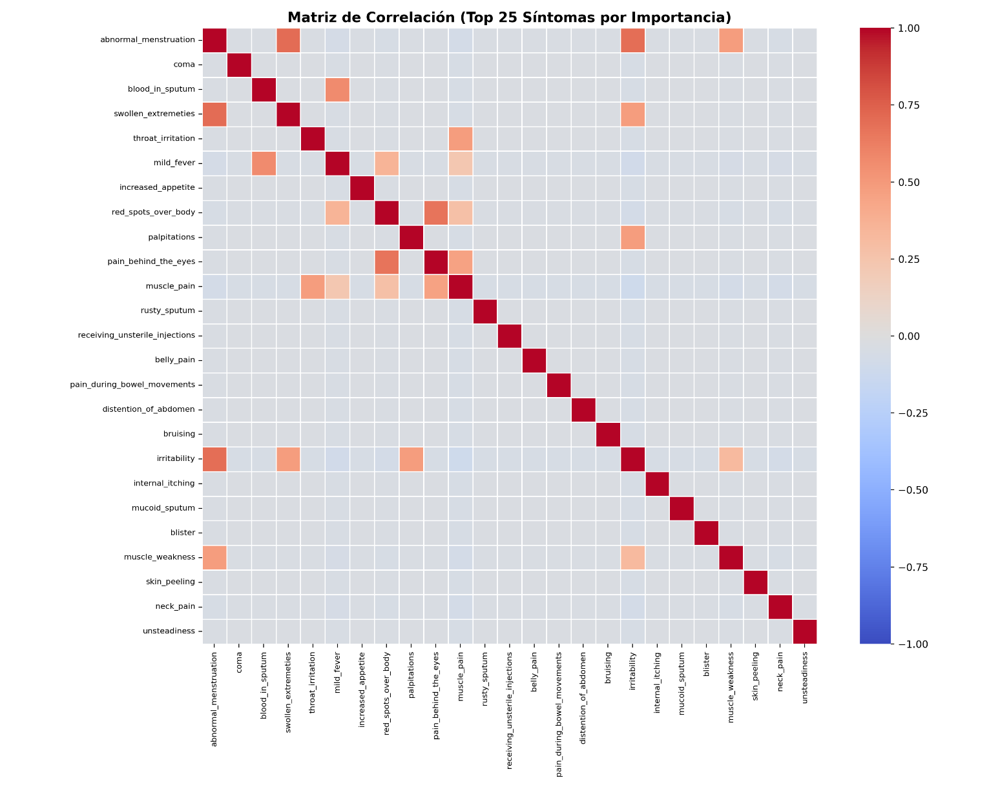 Matriz de Correlación (Top 25 Síntomas por Importancia)
abnormal_menstruation
coma
blood_in_sputum
swollen_extremeties
throat_irritation
mild_fever
increased_appetite
red_spots_over_body
palpitations
pain_behind_the_eyes
muscle_pain
rusty_sputum
receiving_unsterile_injections
belly_pain
pain_during_bowel_movements
distention_of_abdomen
bruising
irritability
internal_itching
mucoid_sputum
blister
muscle_weakness
skin_peeling
neck_pain
unsteadiness
abnormal_menstruation
coma
blood_in_sputum
swollen_extremeties
throat_irritation
mild_fever
increased_appetite
red_spots_over_body
palpitations
pain_behind_the_eyes
muscle_pain
rusty_sputum
receiving_unsterile_injections
belly_pain
pain_during_bowel_movements
distention_of_abdomen
bruising
irritability
internal_itching
mucoid_sputum
blister
muscle_weakness
skin_peeling
neck_pain
unsteadiness
1.00
0.75
0.50
0.25
0.00
−0.25
−0.50
−0.75
−1.00